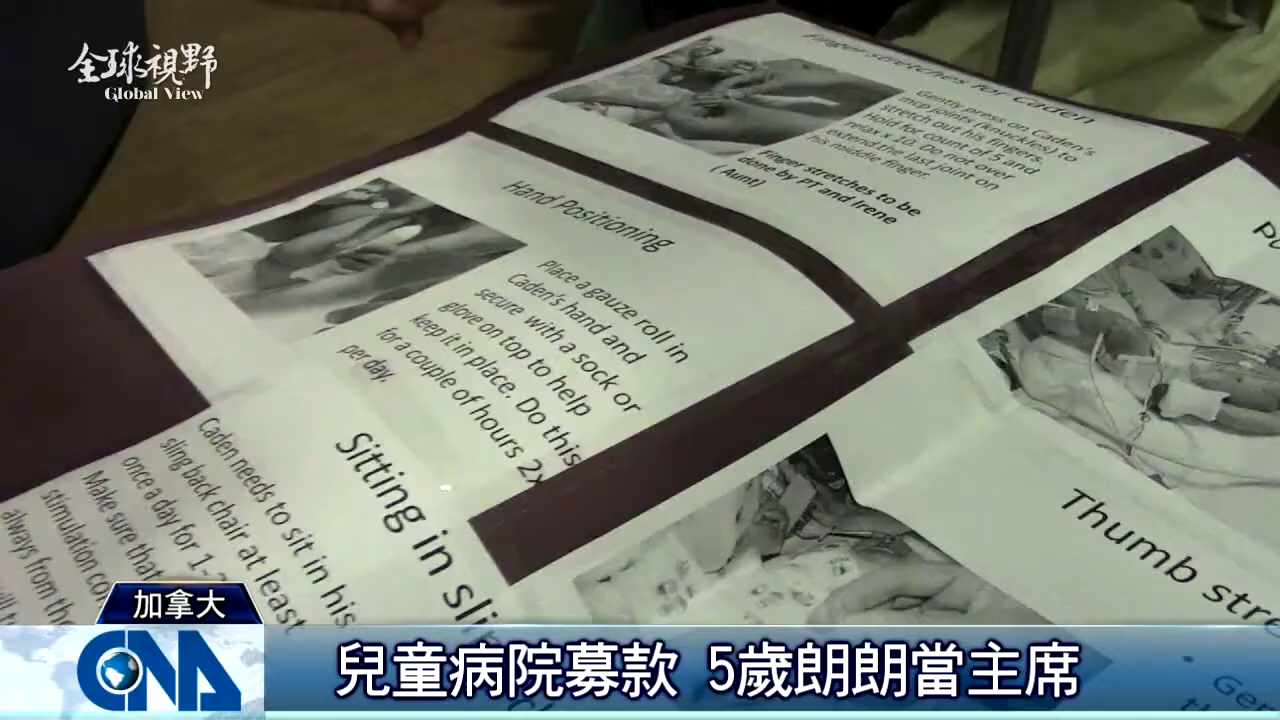 全球視野
Global View
Finger stretches for Caden
Gently press on Caden's
mcp joints (knuckles) to
stretch out his fingers.
Hold for count of 5 and
relax x 10. Do not over
extend the last joint on
his middle finger.
Finger stretches to be
done by PT and Irene
(Aunt)
Hand Positioning
Place a gauze roll in
Caden's hand and
secure with a sock or
glove on top to help
keep it in place. Do this
for a couple of hours 2x
per day.
Sitting in
Caden needs to sit in his
sling back chair at least
once a day for 1-
Make sure that
stimulation
always from
Thumb
加拿大
CNA
兒童病院募款 5歲朗朗當主席